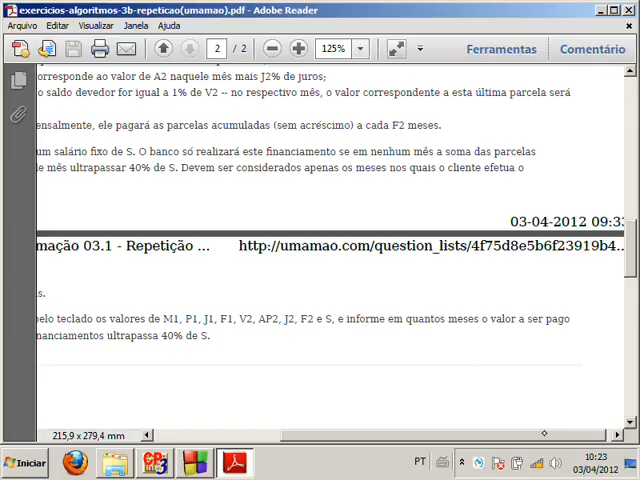 exercicios-algoritmos-3b-repeticao(umamao).pdf - Adobe Reader
Arquivo Editar Visualizar Janela Ajuda
2 / 2 125% Ferramentas Comentário
orresponde ao valor de A2 naquele mês mais J2% de juros;
o saldo devedor for igual a 1% de V2 -- no respectivo mês, o valor correspondente a esta última parcela será
ensalmente, ele pagará as parcelas acumuladas (sem acréscimo) a cada F2 meses.
um salário fixo de S. O banco só realizará este financiamento se em nenhum mês a soma das parcelas
le mês ultrapassar 40% de S. Devem ser considerados apenas os meses nos quais o cliente efetua o
03-04-2012 09:33
mação 03.1 - Repetição ... http://umamao.com/question_lists/4f75d8e5b6f23919b4...
s.
pelo teclado os valores de M1, P1, J1, F1, V2, AP2, J2, F2 e S, e informe em quantos meses o valor a ser pago
nanciamentos ultrapassa 40% de S.
215,9 x 279,4 mm
Iniciar PT 10:23
03/04/2012